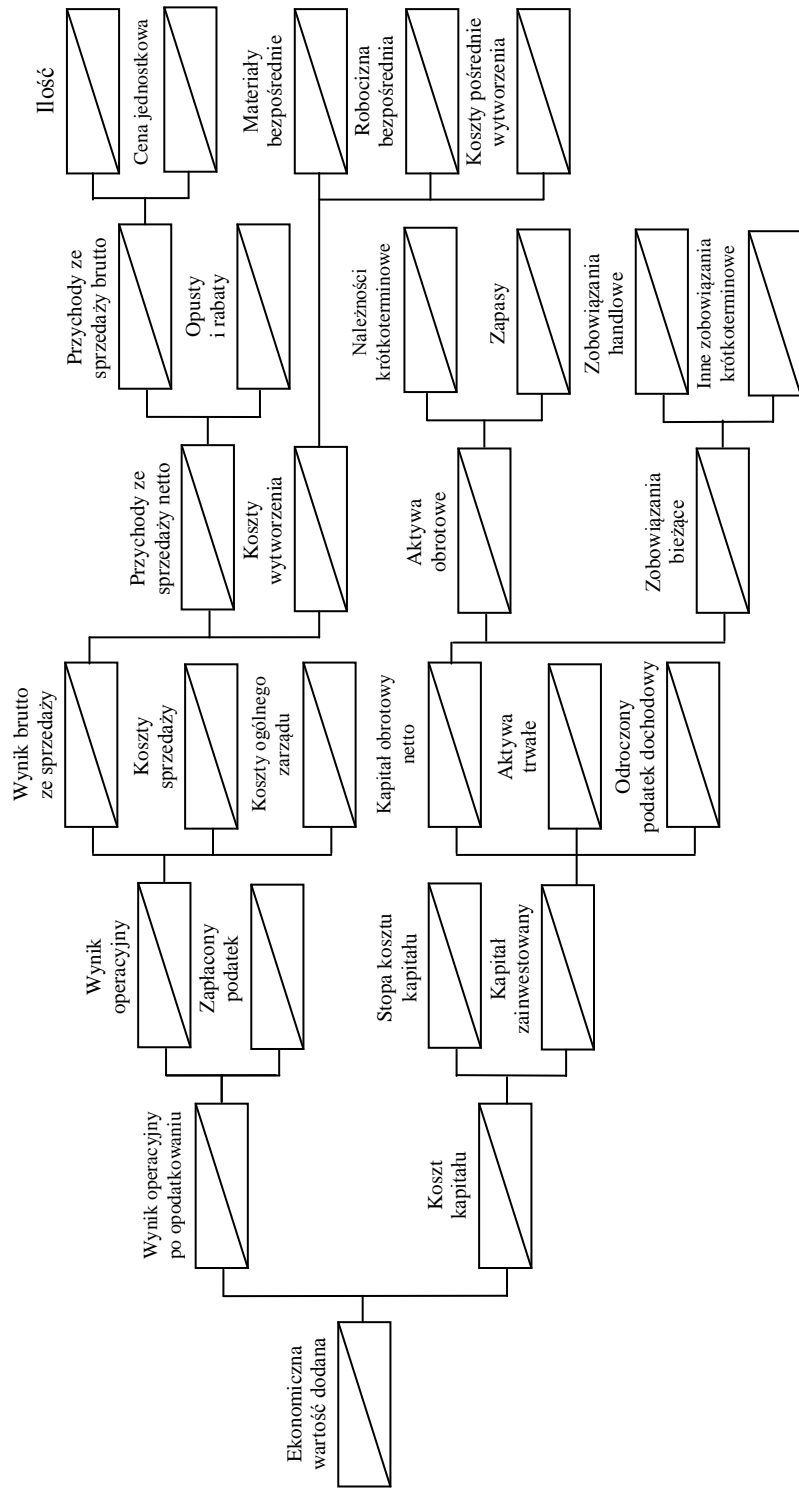 Ekonomiczna
wartość dodana
Wynik operacyjny
po opodatkowaniu
Koszt
kapitału
Wynik
operacyjny
Zapłacony
podatek
Stopa kosztu
kapitału
Kapitał
zainwestowany
Wynik brutto
ze sprzedaży
Koszty
sprzedaży
Koszty ogólnego
zarządu
Kapitał obrotowy
netto
Aktywa
trwałe
Odroczony
podatek dochodowy
Przychody ze
sprzedaży netto
Koszty
wytworzenia
Aktywa
obrotowe
Zobowiązania
bieżące
Przychody ze
sprzedaży brutto
Opusty
i rabaty
Należności
krótkoterminowe
Zapasy
Zobowiązania
handlowe
Inne zobowiązania
krótkoterminowe
Ilość
Cena jednostkowa
Materiały
bezpośrednie
Robocizna
bezpośrednia
Koszty pośrednie
wytworzenia